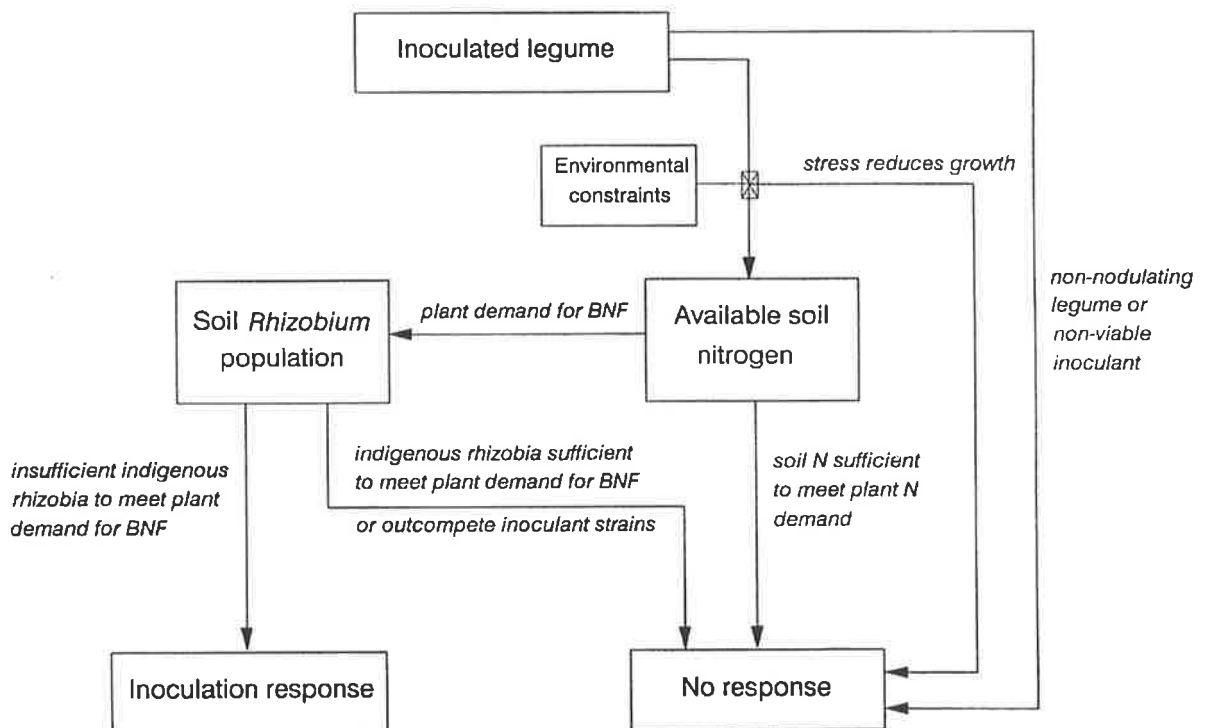 Inoculated legume
Environmental
constraints
stress reduces growth
non-nodulating
legume or
non-viable
inoculant
Soil Rhizobium
population
plant demand for BNF
Available soil
nitrogen
insufficient indigenous
rhizobia to meet plant
demand for BNF
indigenous rhizobia sufficient
to meet plant demand for BNF
or outcompete inoculant strains
soil N sufficient
to meet plant N
demand
Inoculation response
No response